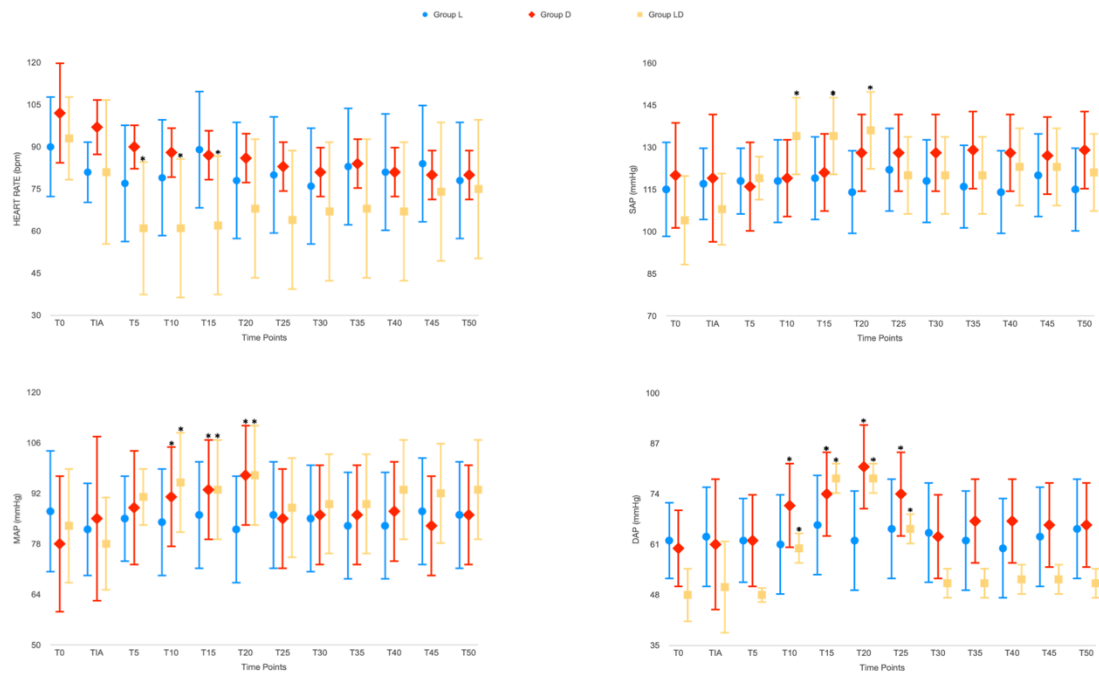 Group L Group D Group LD
HEART RATE (bpm)
120
105
90
75
60
45
30
T0 TIA T5 T10 T15 T20 T25 T30 T35 T40 T45 T50
Time Points
SAP (mmHg)
160
145
130
115
100
85
70
T0 TIA T5 T10 T15 T20 T25 T30 T35 T40 T45 T50
Time Points
MAP (mmHg)
120
106
92
78
64
50
T0 TIA T5 T10 T15 T20 T25 T30 T35 T40 T45 T50
Time Points
DAP (mmHg)
100
87
74
61
48
35
T0 TIA T5 T10 T15 T20 T25 T30 T35 T40 T45 T50
Time Points